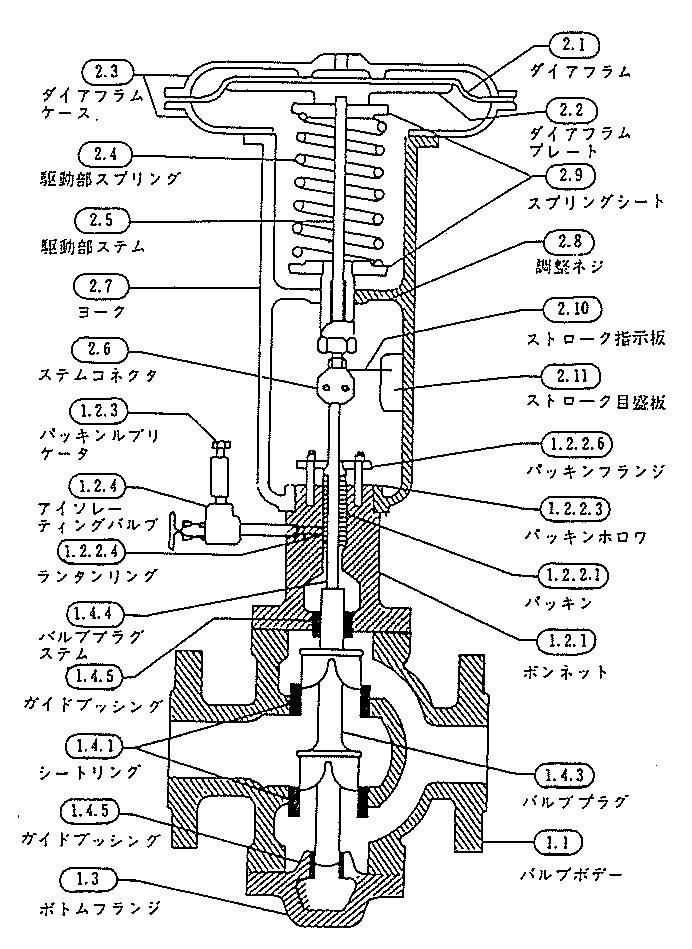 2.3
ダイアフラム
ケース
2.4
駆動部スプリング
2.5
駆動部ステム
2.7
ヨーク
2.6
ステムコネクタ
1.2.3
パッキンルブリ
ケータ
1.2.4
アイソレー
ティングバルブ
1.2.2.4
ランタンリング
1.4.4
バルブプラグ
ステム
1.4.5
ガイドブッシング
1.4.1
シートリング
1.4.5
ガイドブッシング
1.3
ボトムフランジ
2.1
ダイアフラム
2.2
ダイアフラム
プレート
2.9
スプリングシート
2.8
調整ネジ
2.10
ストローク指示板
2.11
ストローク目盛板
1.2.2.6
パッキンフランジ
1.2.2.3
パッキンホロワ
1.2.2.1
パッキン
1.2.1
ボンネット
1.4.3
バルブプラグ
1.1
バルブボデー